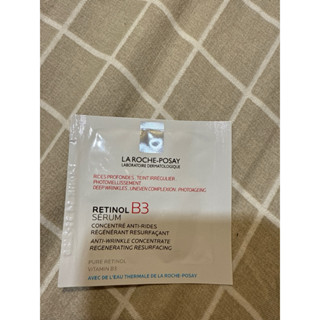 LA ROCHE-POSAY
LABORATOIRE DERMATOLOGIQUE
RIDES PROFONDES, TEINT IRRÉGULIER,
PHOTOVIEILLISSEMENT
DEEP WRINKLES, UNEVEN COMPLEXION, PHOTOAGING
RETINOL B3
SERUM
CONCENTRÉ ANTI-RIDES
RÉGÉNÉRANT RESURFAÇANT
ANTI-WRINKLE CONCENTRATE
REGENERATING RESURFACING
PURE RETINOL
VITAMIN B3
AVEC DE L'EAU THERMALE DE LA ROCHE-POSAY